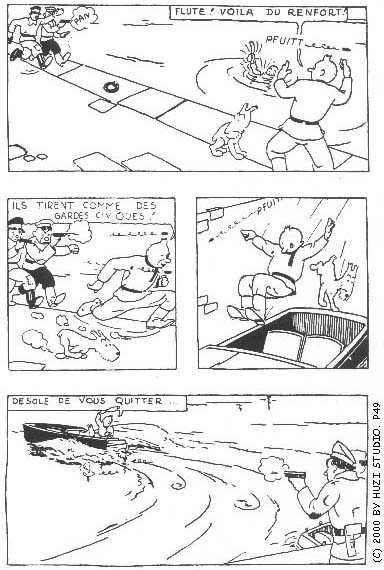 FLUTE! VOILA DU RENFORT!
PAN
PFUITT
ILS TIRENT COMME DES
GARDES CIVIQUES!
PFUITT
DESOLE DE VOUS QUITTER ...
(C) 2000 BY HUZI STUDIO. P49